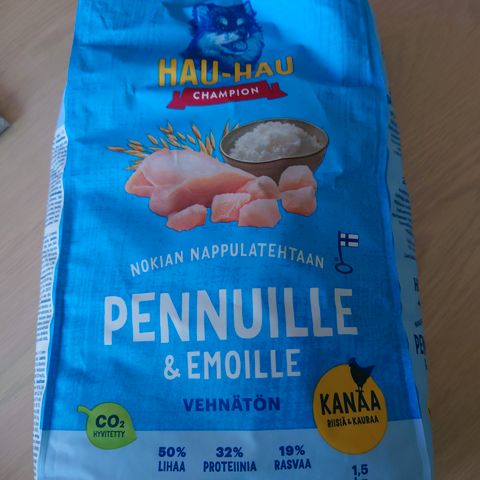 HAU-HAU
CHAMPION
NOKIAN NAPPULATEHTAAN
PENNUILLE
& EMOILLE
VEHNÄTÖN
KANAA
RIISIÄ & KAURAA
CO2
HYVITETTY
50% LIHAA
32% PROTEIINIA
19% RASVAA
1,5